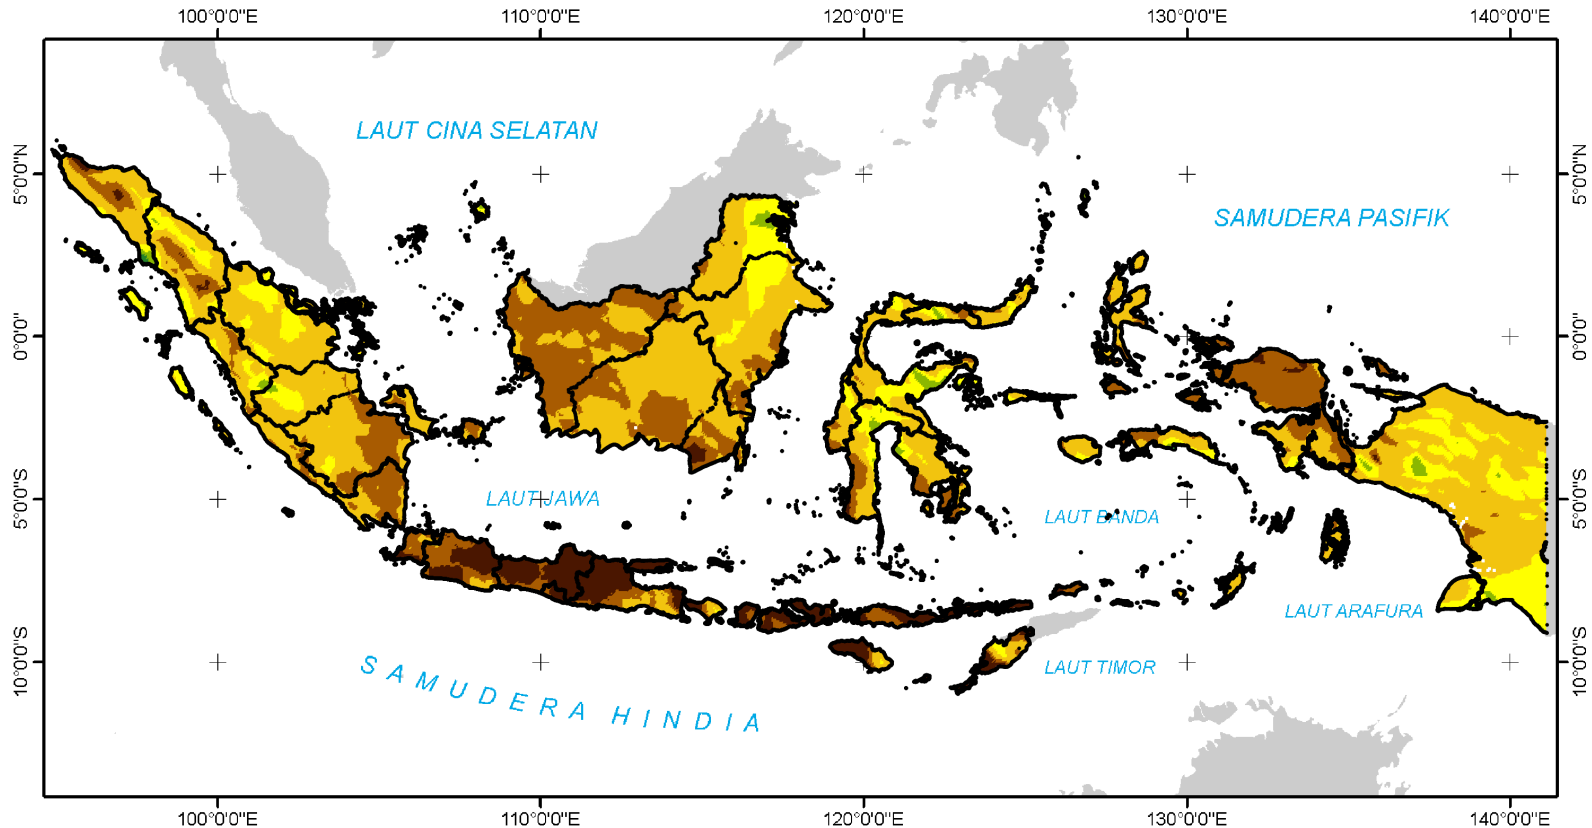 100°0'0"E 110°0'0"E 120°0'0"E 130°0'0"E 140°0'0"E
LAUT CINA SELATAN
5°0'0"N 5°0'0"N
SAMUDERA PASIFIK
0°0'0" 0°0'0"
5°0'0"S 5°0'0"S
LAUT JAWA
LAUT BANDA
LAUT ARAFURA
10°0'0"S 10°0'0"S
LAUT TIMOR
SAMUDERA HINDIA
100°0'0"E 110°0'0"E 120°0'0"E 130°0'0"E 140°0'0"E